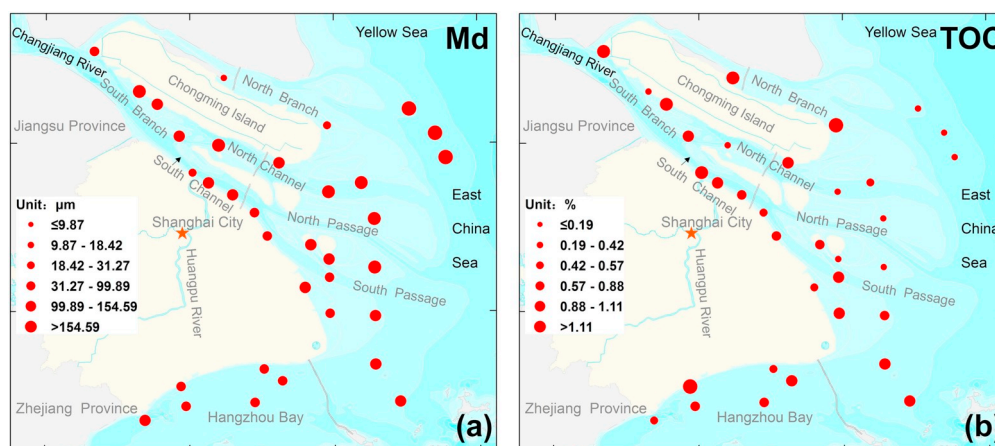 Yellow Sea
Md
Changjiang River
North Branch
Chongming Island
South Branch
Jiangsu Province
North Channel
South Channel
East
China
Sea
Unit: μm
≤9.87
9.87 - 18.42
18.42 - 31.27
31.27 - 99.89
99.89 - 154.59
>154.59
Shanghai City
North Passage
Huangpu River
South Passage
Zhejiang Province
Hangzhou Bay
(a)
Yellow Sea
TOC
Changjiang River
North Branch
Chongming Island
South Branch
Jiangsu Province
North Channel
South Channel
East
China
Sea
Unit: %
≤0.19
0.19 - 0.42
0.42 - 0.57
0.57 - 0.88
0.88 - 1.11
>1.11
Shanghai City
North Passage
Huangpu River
South Passage
Zhejiang Province
Hangzhou Bay
(b)